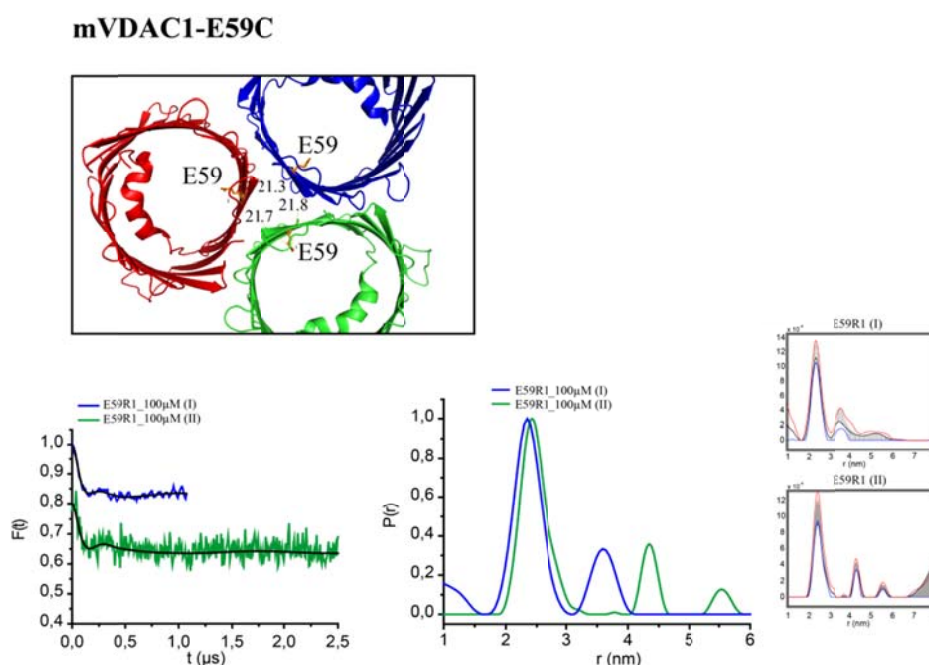 mVDAC1-E59C
E59
E59
21.3
21.8
21.7
E59
E59R1_100µM (I)
E59R1_100µM (II)
1,0
0,9
0,8
0,7
0,6
0,5
0,4
F(t)
0,0 0,5 1,0 1,5 2,0 2,5
t (µs)
E59R1_100µM (I)
E59R1_100µM (II)
1,0
0,8
0,6
0,4
0,2
0,0
P(r)
1 2 3 4 5 6
r (nm)
E59R1 (I)
14
12
10
8
6
4
2
0
1 2 3 4 5 6 7
r (nm)
E59R1 (II)
12
10
8
6
4
2
0
1 2 3 4 5 6 7
r (nm)